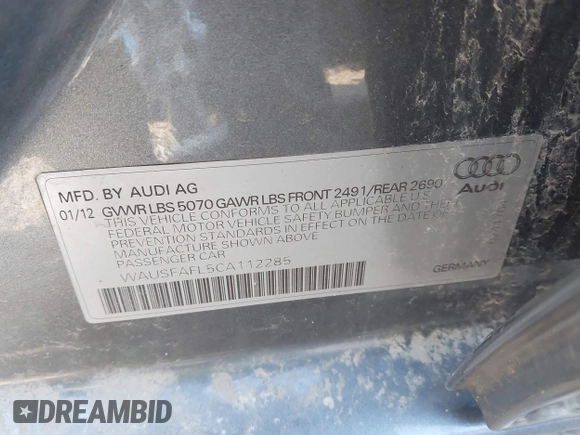 MFD. BY AUDI AG
01/12 GVWR LBS 5070 GAWR LBS FRONT 2491/REAR 2690
THIS VEHICLE CONFORMS TO ALL APPLICABLE U.S.
FEDERAL MOTOR VEHICLE SAFETY, BUMPER AND THEFT
PREVENTION STANDARDS IN EFFECT ON THE DATE OF
MANUFACTURE SHOWN ABOVE
PASSENGER CAR
WAUSFAFL5CA112285
Audi
GERMANY
DREAMBID